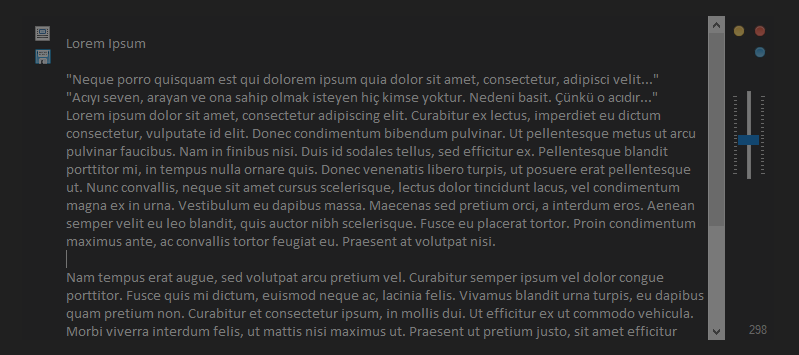 Lorem Ipsum
"Neque porro quisquam est qui dolorem ipsum quia dolor sit amet, consectetur, adipisci velit..."
"Acıyı seven, arayan ve ona sahip olmak isteyen hiç kimse yoktur. Nedeni basit. Çünkü o acıdır..."
Lorem ipsum dolor sit amet, consectetur adipiscing elit. Curabitur ex lectus, imperdiet eu dictum
consectetur, vulputate id elit. Donec condimentum bibendum pulvinar. Ut pellentesque metus ut arcu
pulvinar faucibus. Nam in finibus nisi. Duis id sodales tellus, sed efficitur ex. Pellentesque blandit
porttitor mi, in tempus nulla ornare quis. Donec venenatis libero turpis, ut posuere erat pellentesque
ut. Nunc convallis, neque sit amet cursus scelerisque, lectus dolor tincidunt lacus, vel condimentum
magna ex in urna. Vestibulum eu dapibus massa. Maecenas sed pretium orci, a interdum eros. Aenean
semper velit eu leo blandit, quis auctor nibh scelerisque. Fusce eu placerat tortor. Proin condimentum
maximus ante, ac convallis tortor feugiat eu. Praesent at volutpat nisi.
Nam tempus erat augue, sed volutpat arcu pretium vel. Curabitur semper ipsum vel dolor congue
porttitor. Fusce quis mi dictum, euismod neque ac, lacinia felis. Vivamus blandit urna turpis, eu dapibus
quam pretium non. Curabitur et consectetur ipsum, in mollis dui. Ut efficitur ex ut commodo vehicula.
Morbi viverra interdum felis, ut mattis nisi maximus ut. Praesent ut pretium justo, sit amet efficitur
298